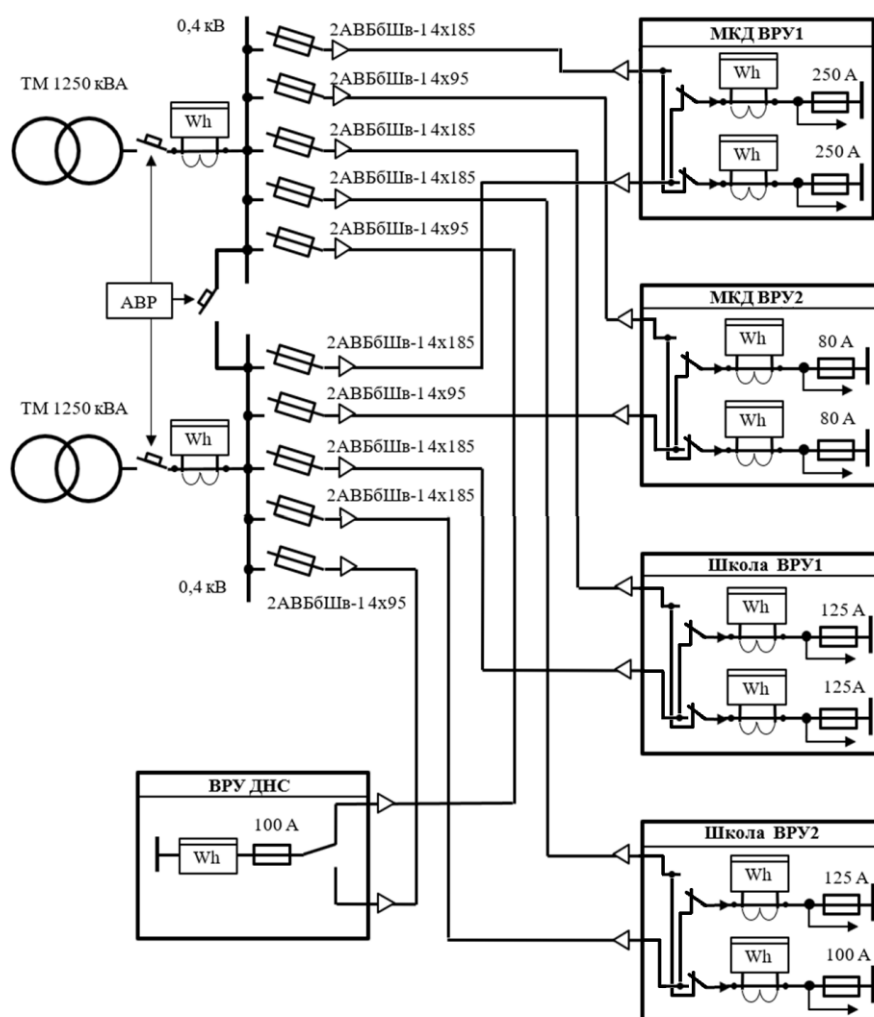 0,4 кВ
2АВБбШв-1 4х185
ТМ 1250 кВА
Wh
2АВБбШв-1 4х95
2АВБбШв-1 4х185
2АВБбШв-1 4х185
2АВБбШв-1 4х95
АВР
2АВБбШв-1 4х185
2АВБбШв-1 4х95
ТМ 1250 кВА
Wh
2АВБбШв-1 4х185
2АВБбШв-1 4х185
0,4 кВ
2АВБбШв-1 4х95
МКД ВРУ1
Wh
250 А
Wh
250 А
МКД ВРУ2
Wh
80 А
Wh
80 А
Школа ВРУ1
Wh
125 А
Wh
125А
ВРУ ДНС
100 А
Wh
Школа ВРУ2
Wh
125 А
Wh
100 А